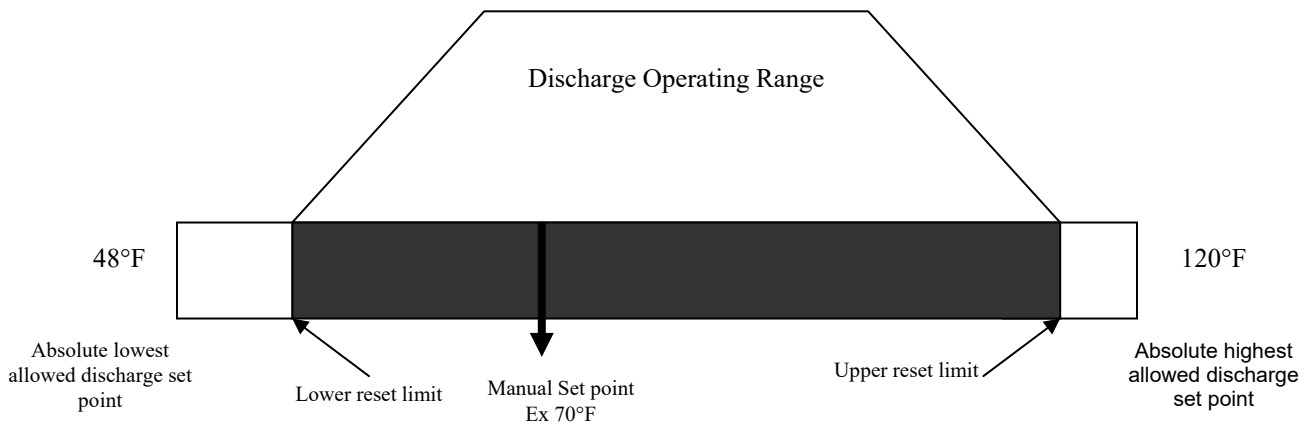 Discharge Operating Range
48°F
120°F
Absolute lowest
allowed discharge set
point
Lower reset limit
Manual Set point
Ex 70°F
Upper reset limit
Absolute highest
allowed discharge
set point